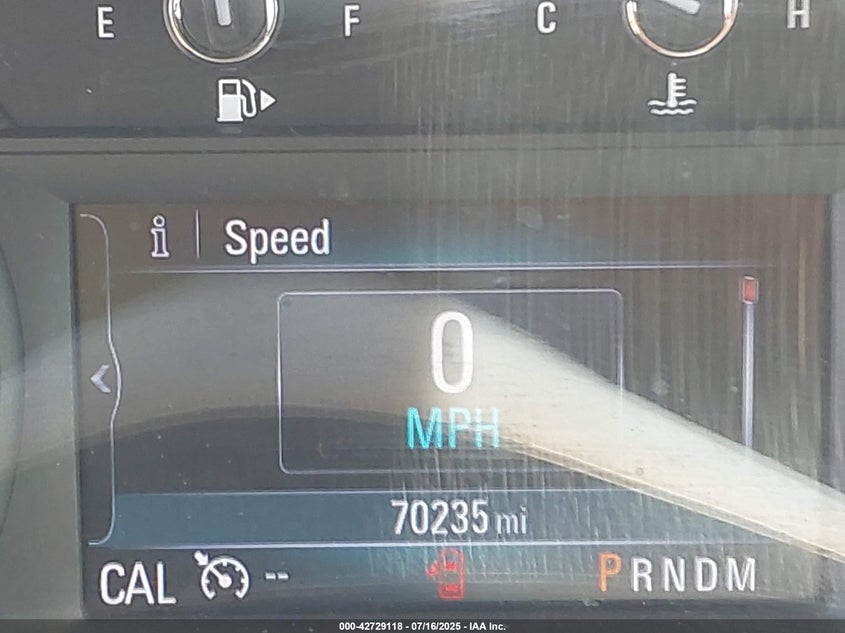 E F C H
i Speed
0
MPH
70235 mi
CAL -- PRNDM
000-42729118 - 07/16/2025 - IAA Inc.